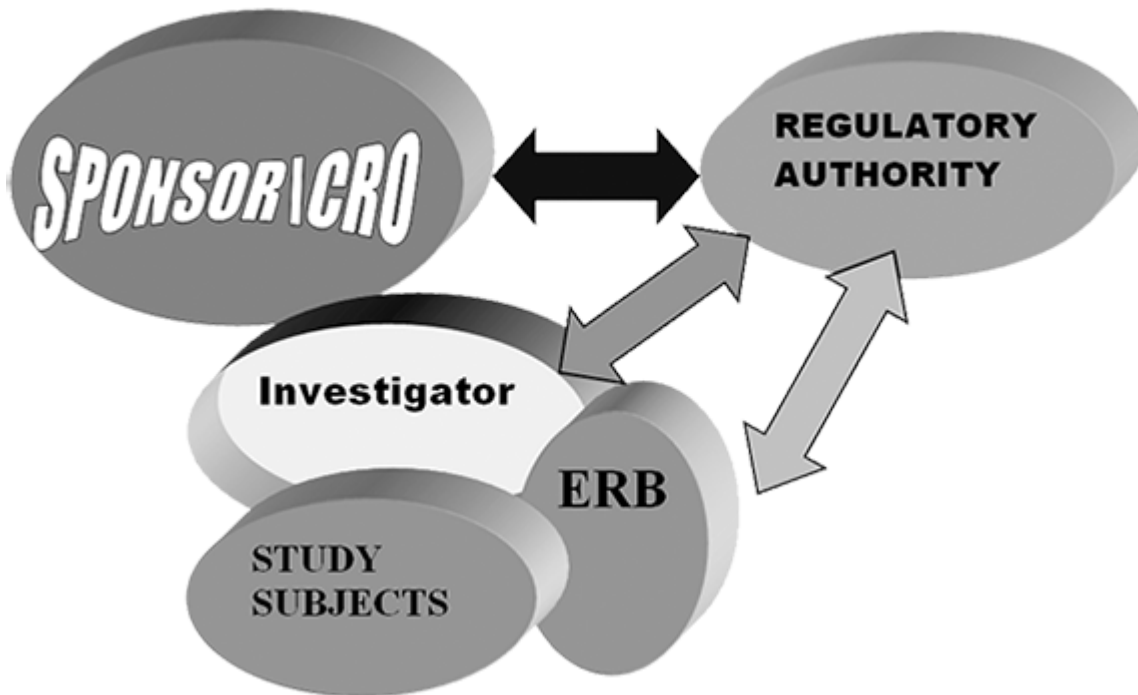 SPONSOR\CRO
REGULATORY
AUTHORITY
Investigator
ERB
STUDY
SUBJECTS